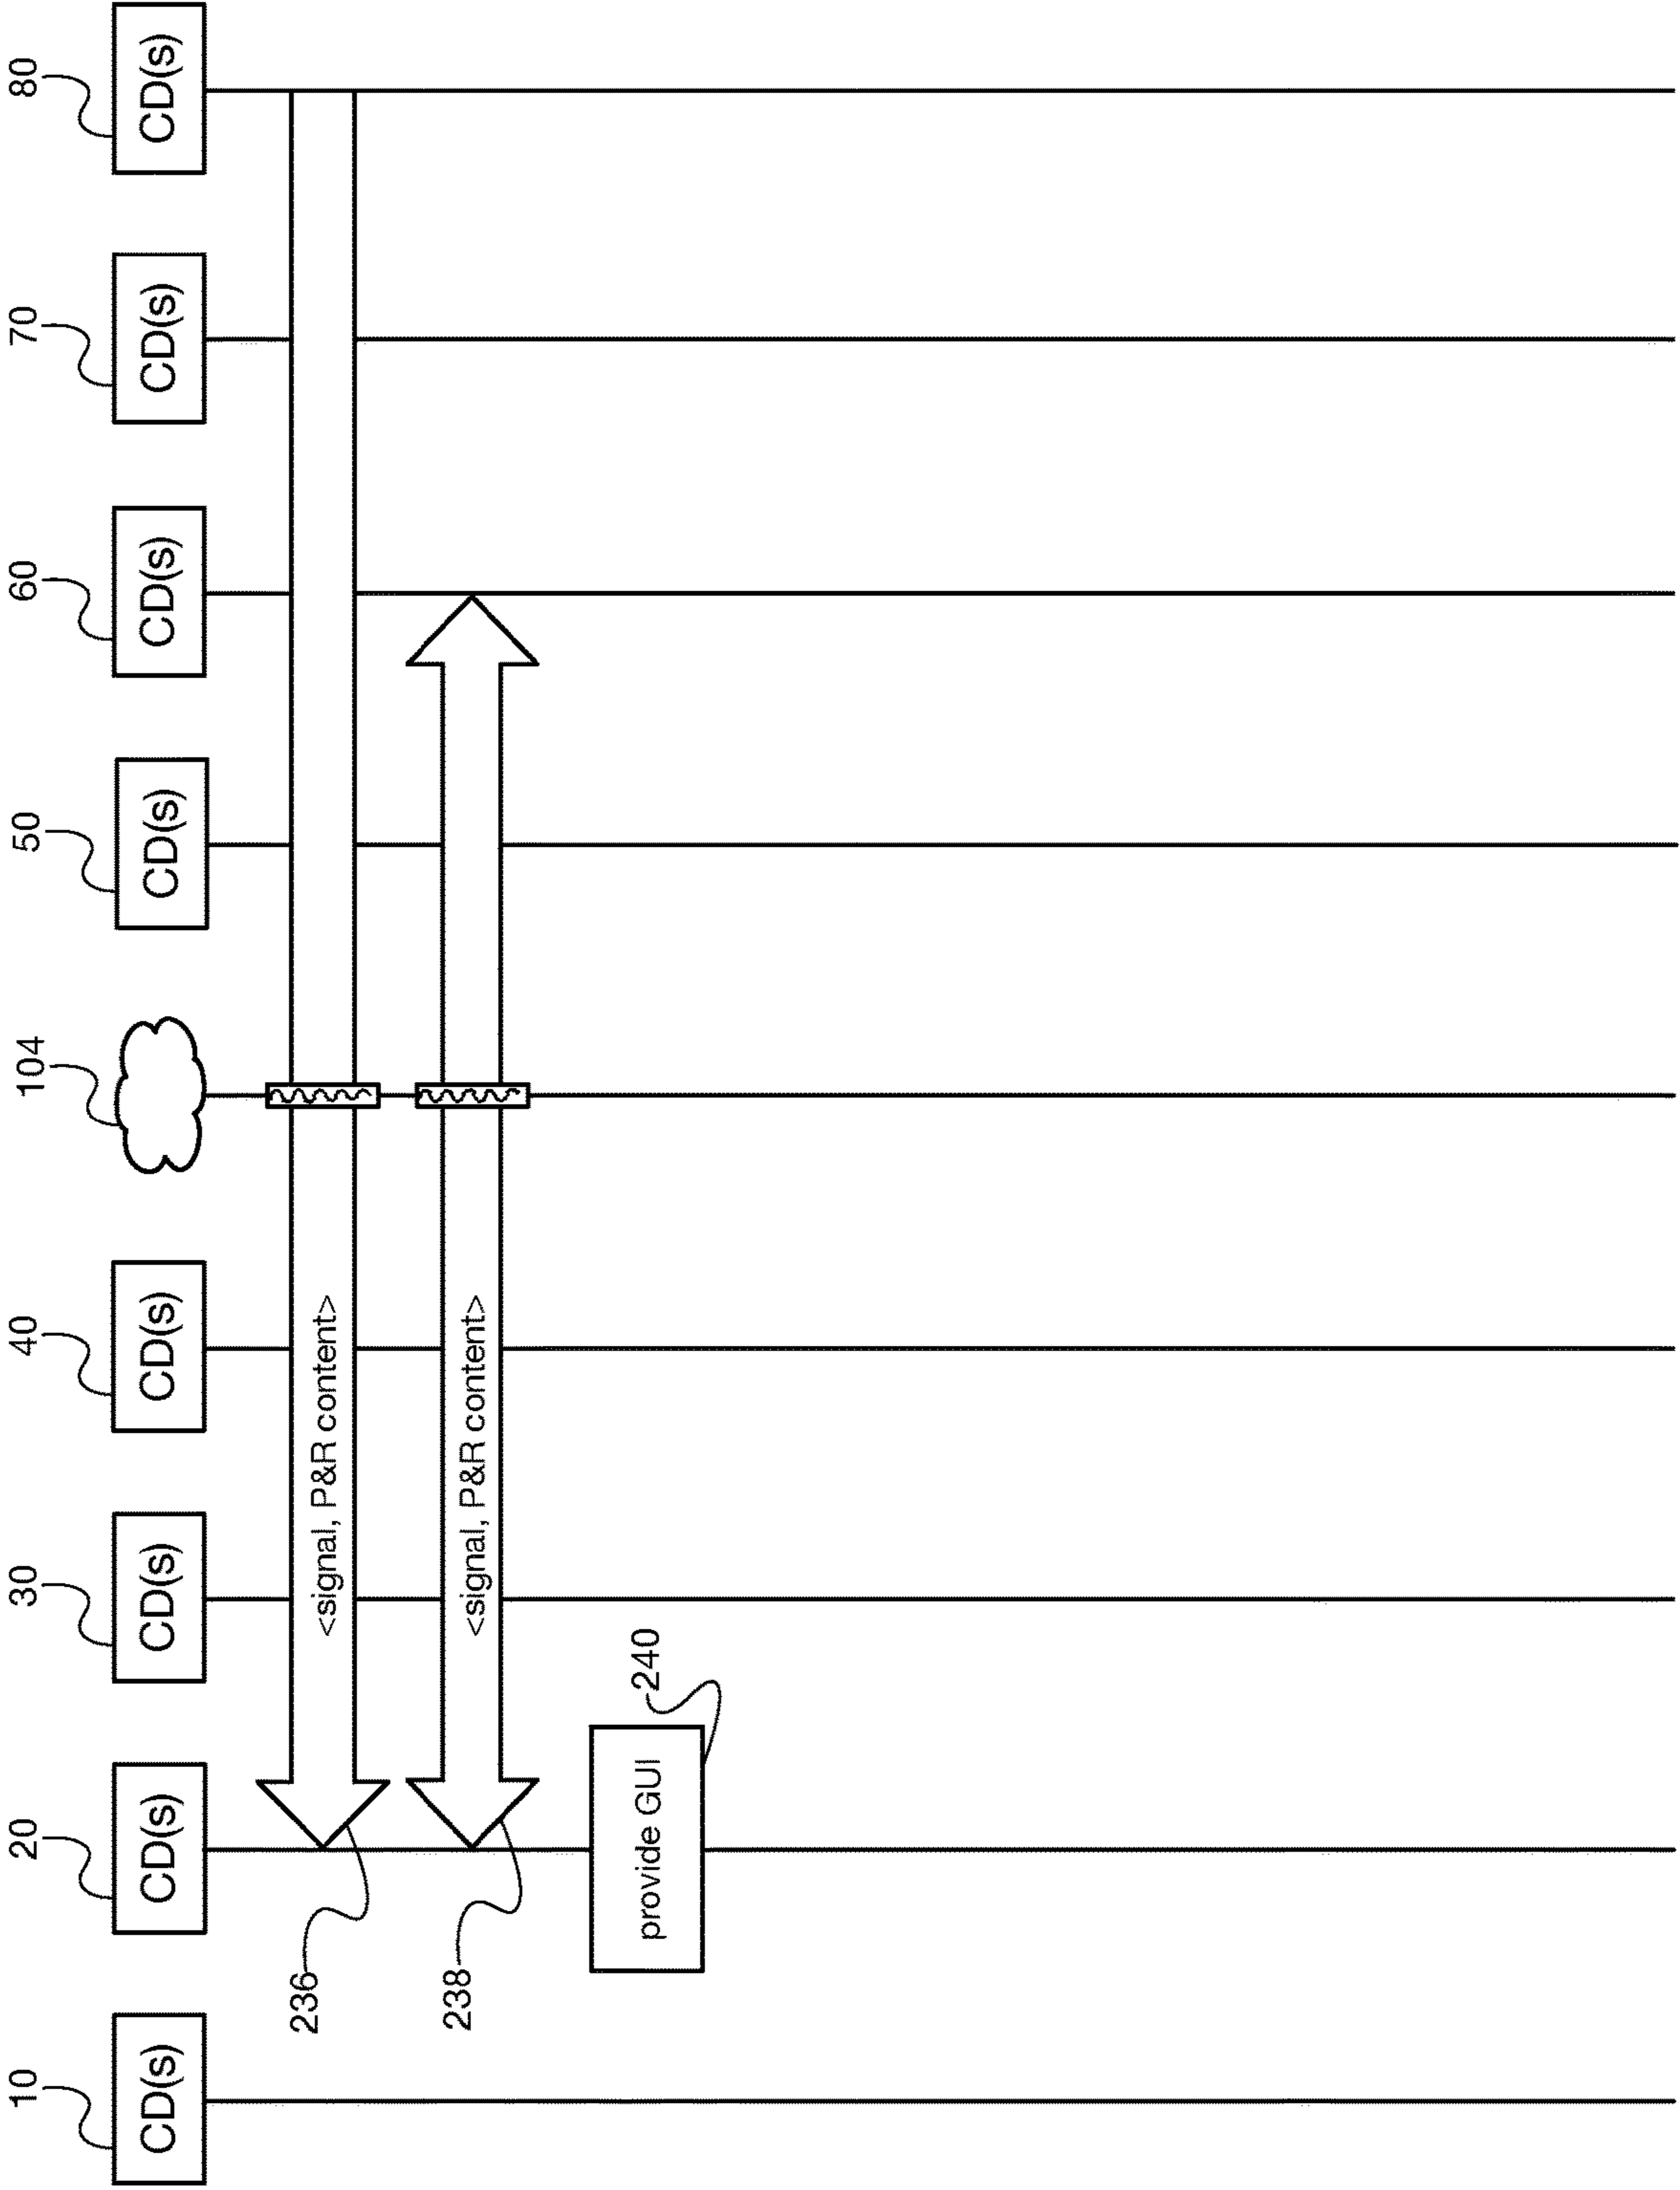 10
20
30
40
104
50
60
70
80
CD(s)
CD(s)
CD(s)
CD(s)
CD(s)
CD(s)
CD(s)
CD(s)
236
<signal, P&R content>
238
<signal, P&R content>
240
provide GUI